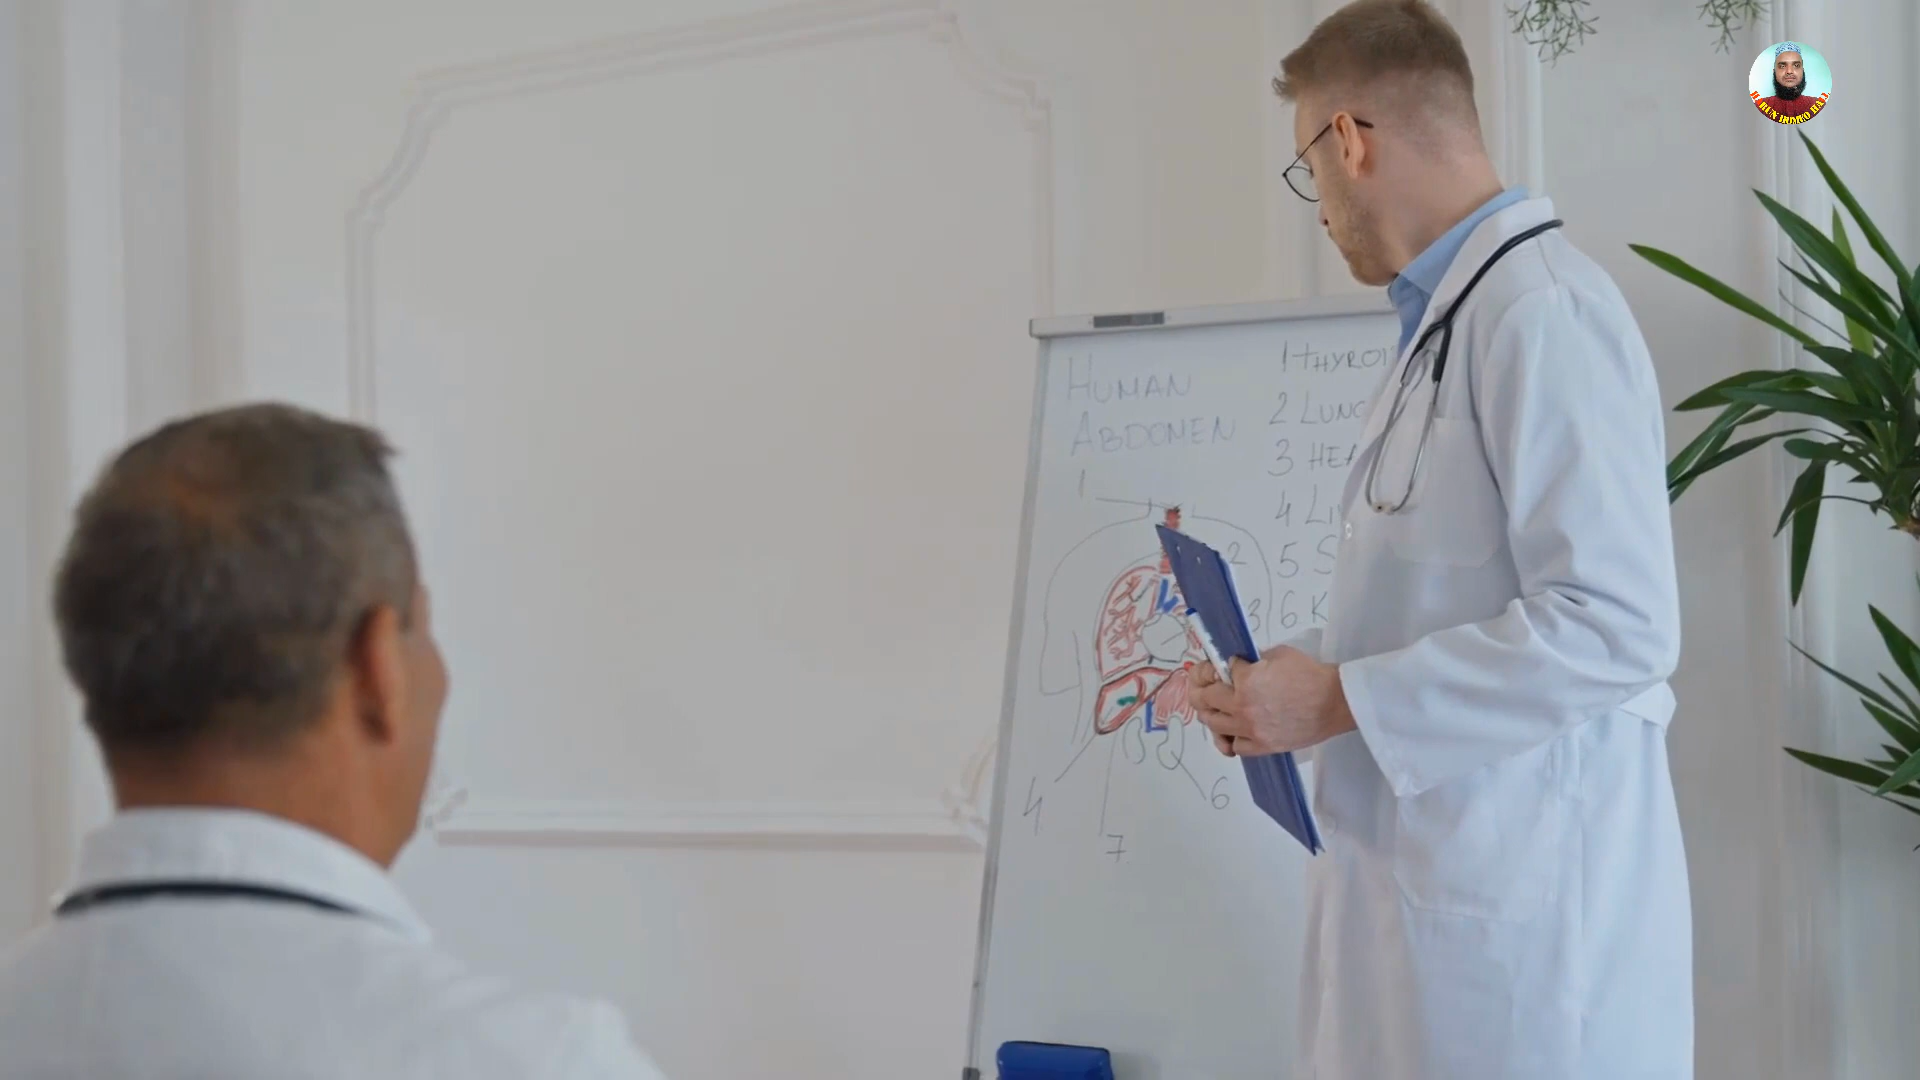 HUMAN
ABDOMEN
1 THYROI
2 LUNG
3 HEA
4 LI
5 S
6 K
1
2
3
4
6
7